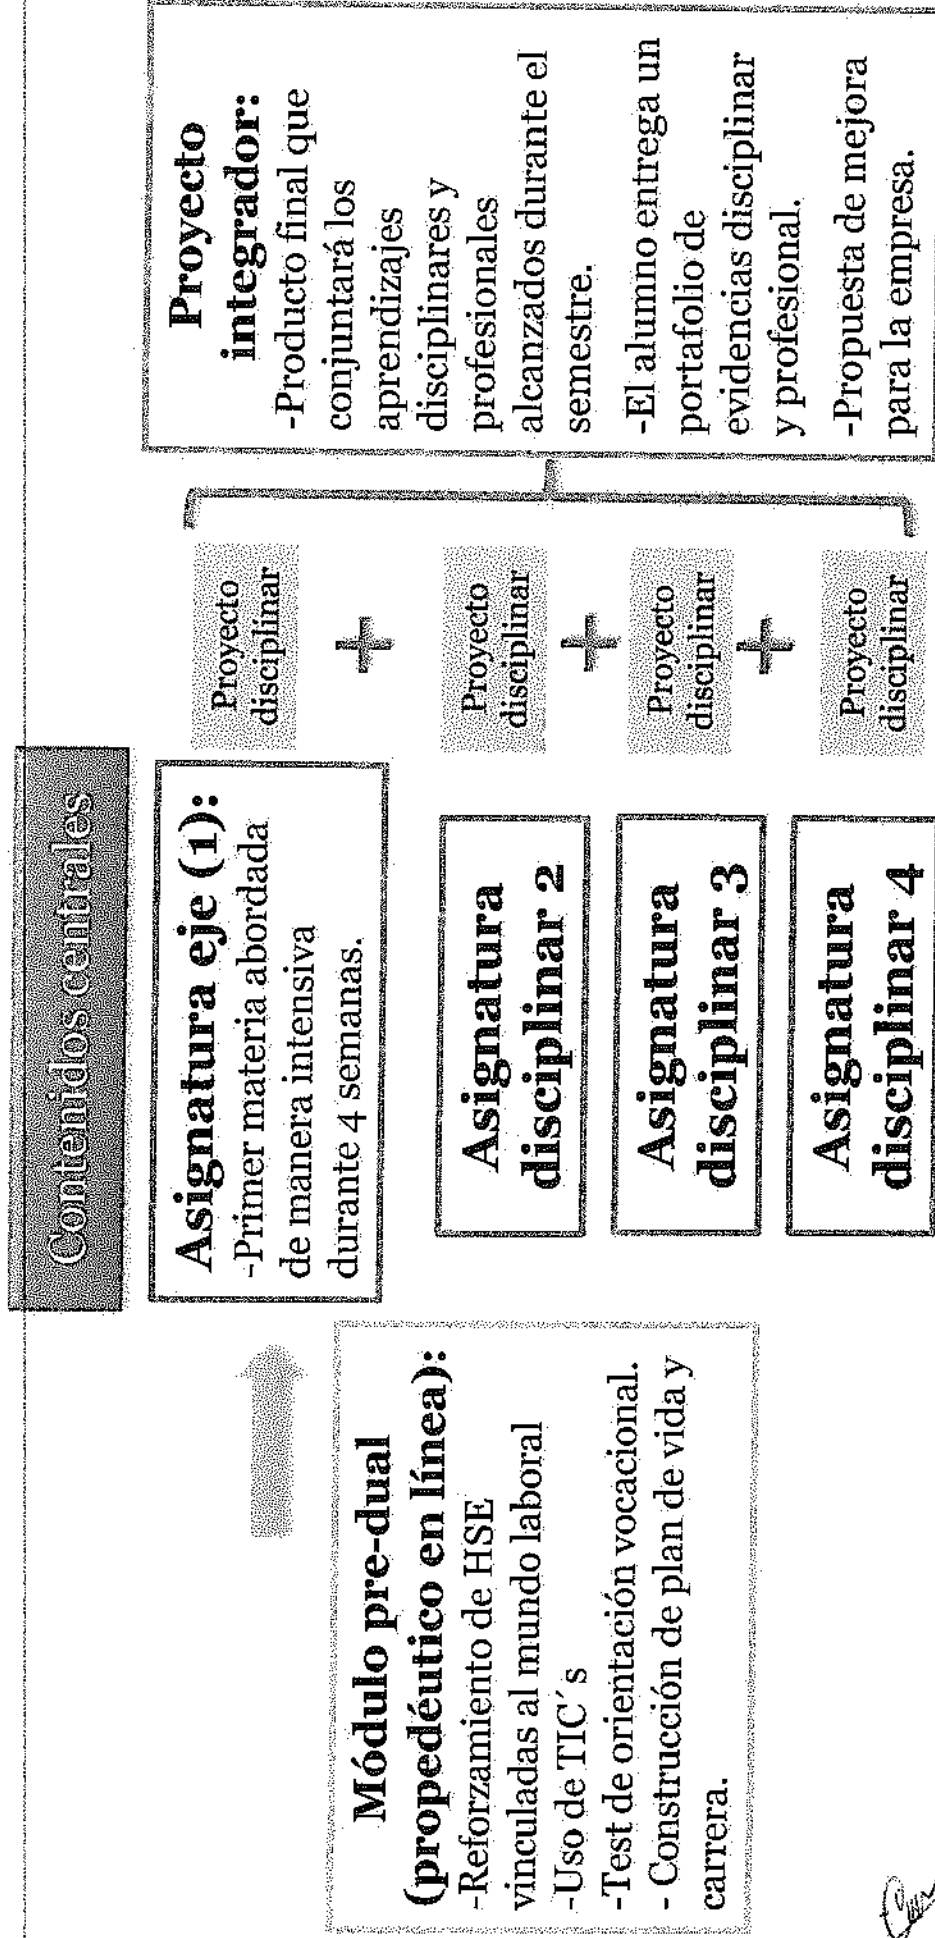 Contenidos centrales
Módulo pre-dual
(propedéutico en línea):
-Reforzamiento de HSE
vinculadas al mundo laboral
-Uso de TIC´s
-Test de orientación vocacional.
- Construcción de plan de vida y
carrera.
Asignatura eje (1):
-Primer materia abordada
de manera intensiva
durante 4 semanas.
Asignatura
disciplinar 2
Asignatura
disciplinar 3
Asignatura
disciplinar 4
Proyecto
disciplinar
+
Proyecto
disciplinar
+
Proyecto
disciplinar
+
Proyecto
disciplinar
Proyecto
integrador:
-Producto final que
conjuntará los
aprendizajes
disciplinares y
profesionales
alcanzados durante el
semestre.
-El alumno entrega un
portafolio de
evidencias disciplinar
y profesional.
-Propuesta de mejora
para la empresa.